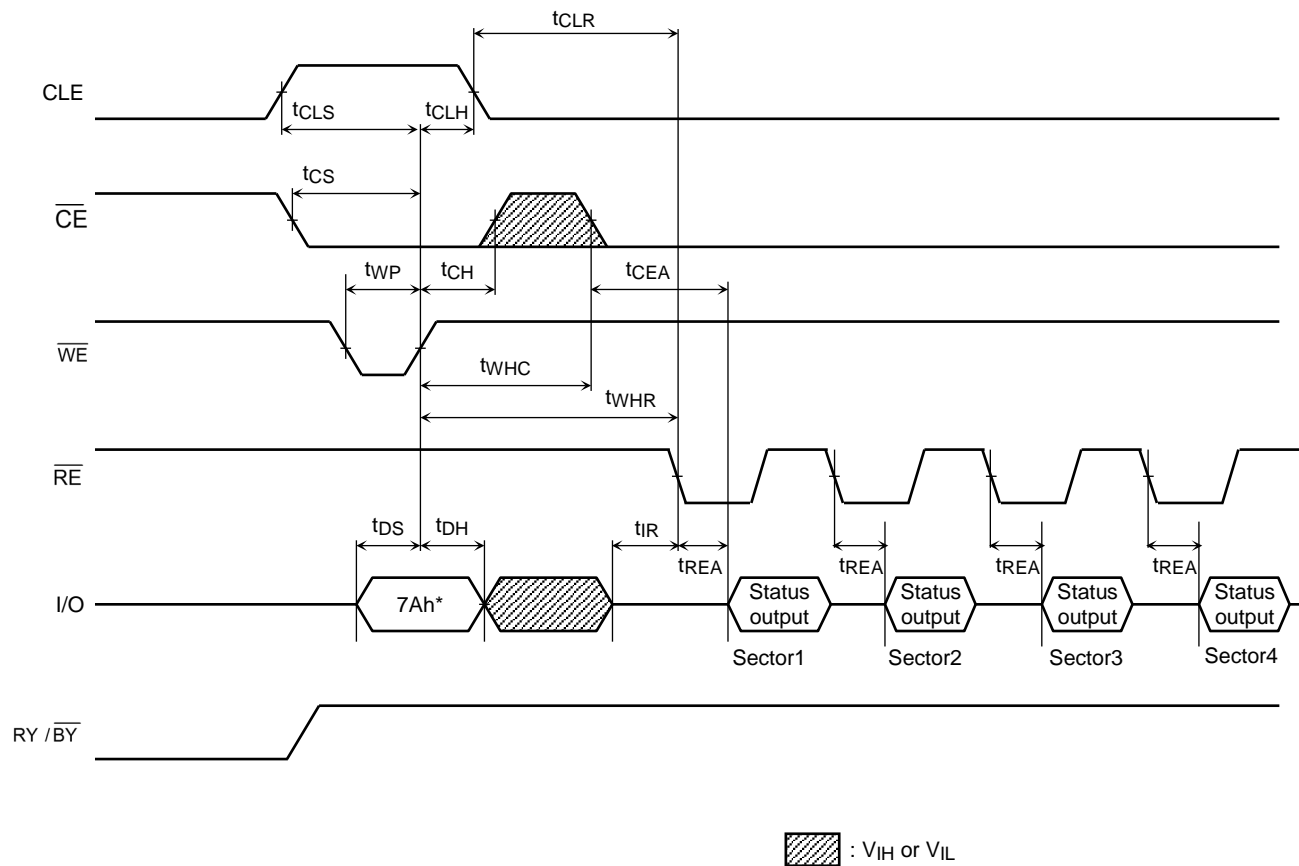 tCLR
CLE
tCLS
tCLH
tCS
CE
tWP
tCH
tCEA
WE
tWHC
tWHR
RE
tDS
tDH
tIR
tREA
tREA
tREA
tREA
I/O
7Ah*
Status output
Status output
Status output
Status output
Sector1
Sector2
Sector3
Sector4
RY /BY
: VIH or VIL